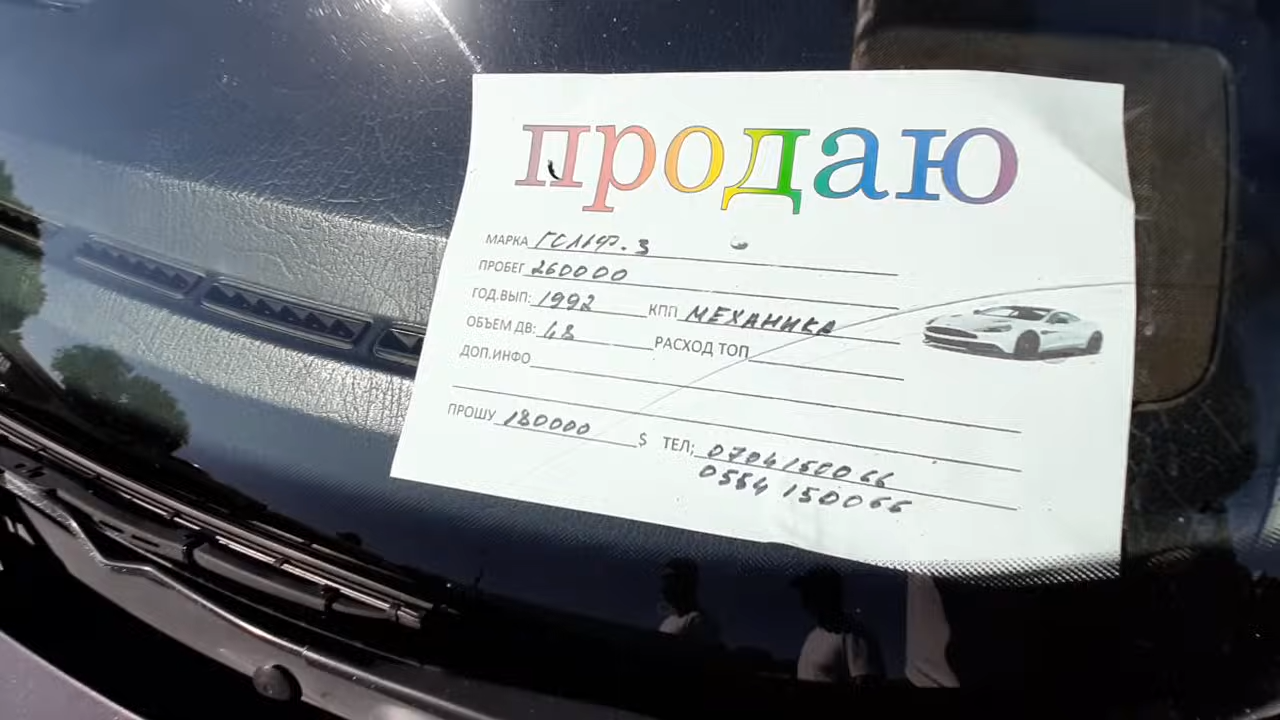 продаю
МАРКА ГОЛЬФ.3
ПРОБЕГ 260000
ГОД.ВЫП: 1992 КПП МЕХАНИКА
ОБЪЕМ ДВ: 1.8 РАСХОД ТОП
ДОП.ИНФО
ПРОШУ 180000 $ ТЕЛ; 0704150066
0554 150066